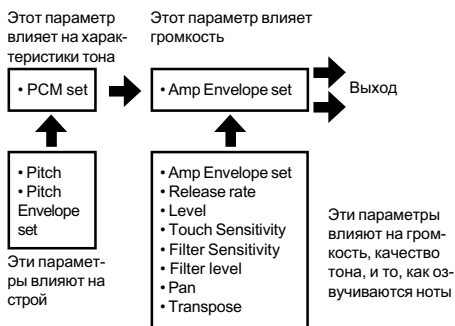 Этот параметр
влияет на харак-
теристики тона
Этот параметр влияет
громкость
• PCM set
• Amp Envelope set
Выход
• Pitch
• Pitch
Envelope
set
• Amp Envelope set
• Release rate
• Level
• Touch Sensitivity
• Filter Sensitivity
• Filter level
• Pan
• Transpose
Эти парамет-
ры влияют на
строй
Эти параметры
влияют на гром-
кость, качество
тона, и то, как оз-
вучиваются ноты